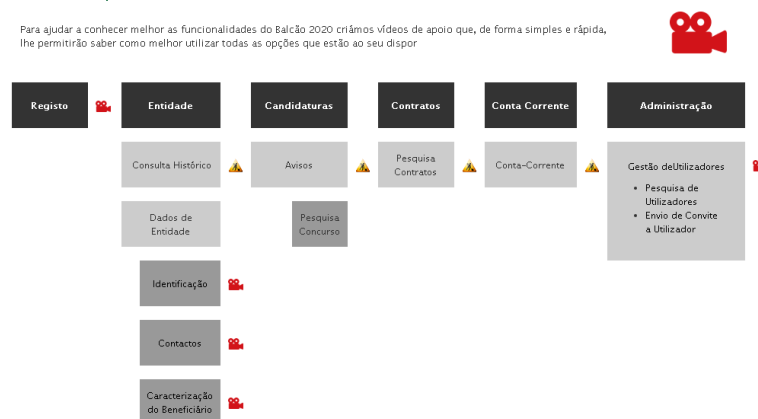 Para ajudar a conhecer melhor as funcionalidades do Balcão 2020 criámos vídeos de apoio que, de forma simples e rápida,
lhe permitirão saber como melhor utilizar todas as opções que estão ao seu dispor
Registo
Entidade
Candidaturas
Contratos
Conta Corrente
Administração
Consulta Histórico
Avisos
Pesquisa
Contratos
Conta-Corrente
Gestão deUtilizadores
Pesquisa de
Utilizadores
Envio de Convite
a Utilizador
Dados de
Entidade
Pesquisa
Concurso
Identificação
Contactos
Caracterização
do Beneficiário